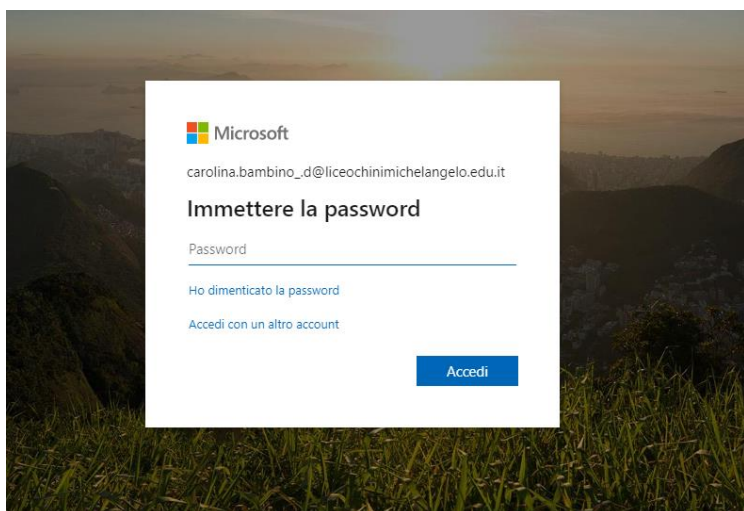 Microsoft
carolina.bambino_.d@liceochinimichelangelo.edu.it
Immettere la password
Password
Ho dimenticato la password
Accedi con un altro account
Accedi